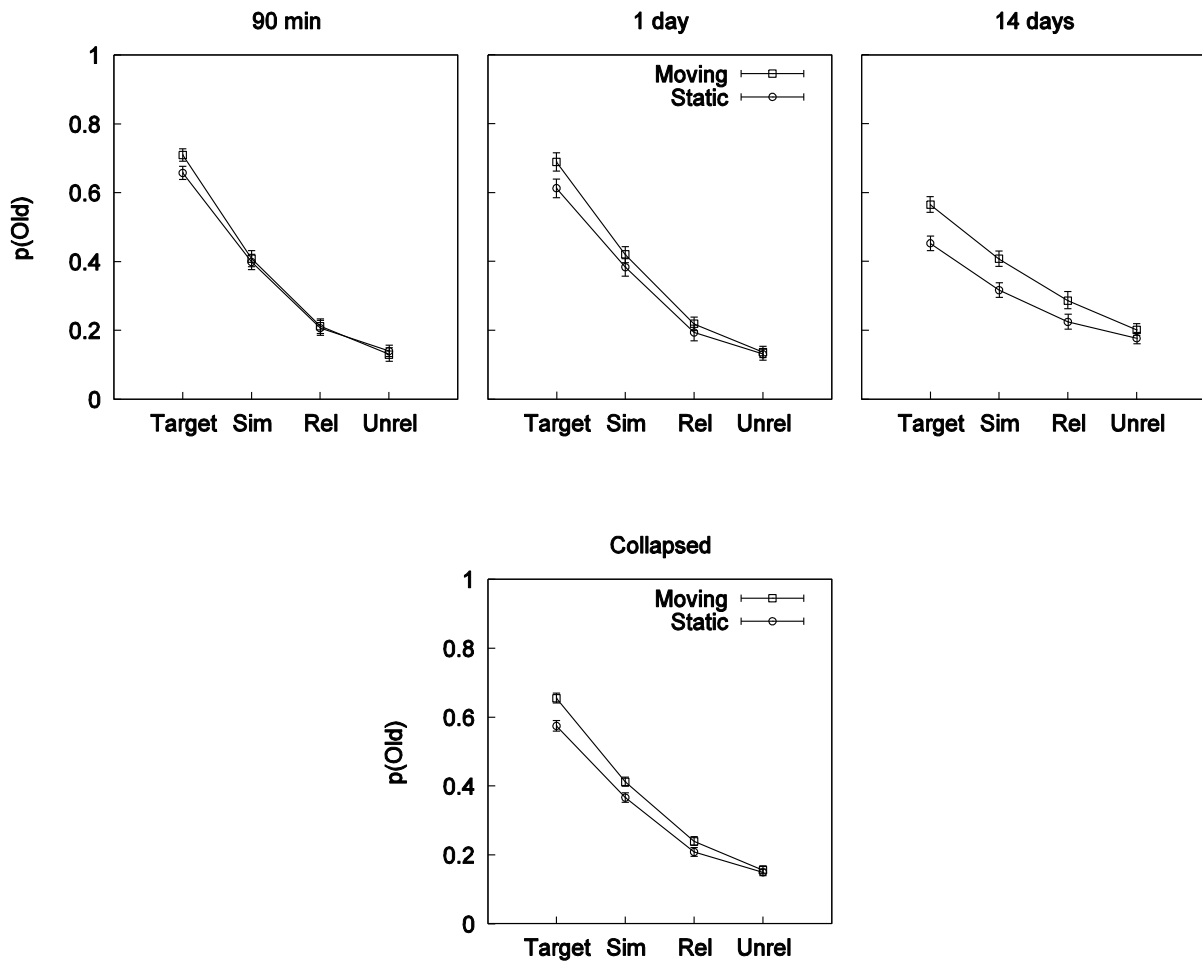 90 min 1 day 14 days
1
0.8
0.6
0.4
0.2
0
p(Old)
Moving
Static
Target Sim Rel Unrel
Target Sim Rel Unrel
Target Sim Rel Unrel
Collapsed
1
0.8
0.6
0.4
0.2
0
p(Old)
Moving
Static
Target Sim Rel Unrel